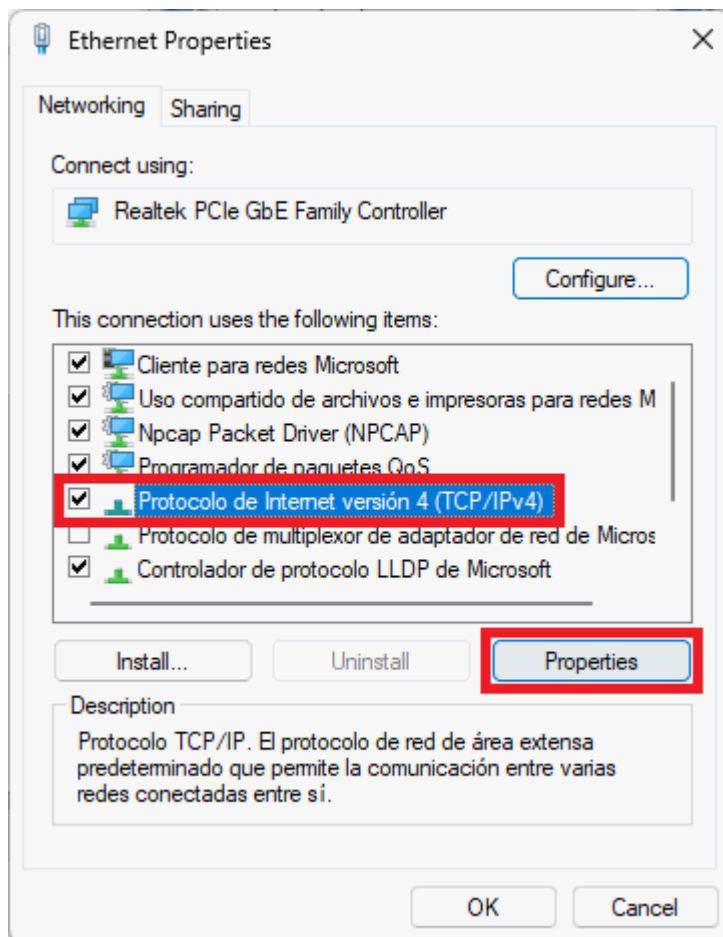 Ethernet Properties
Networking
Sharing
Connect using:
Realtek PCIe GbE Family Controller
Configure...
This connection uses the following items:
Cliente para redes Microsoft
Uso compartido de archivos e impresoras para redes M
Npcap Packet Driver (NPCAP)
Programador de paquetes QoS
Protocolo de Internet versión 4 (TCP/IPv4)
Protocolo de multiplexor de adaptador de red de Micros
Controlador de protocolo LLDP de Microsoft
Install...
Uninstall
Properties
Description
Protocolo TCP/IP. El protocolo de red de área extensa
predeterminado que permite la comunicación entre varias
redes conectadas entre sí.
OK
Cancel